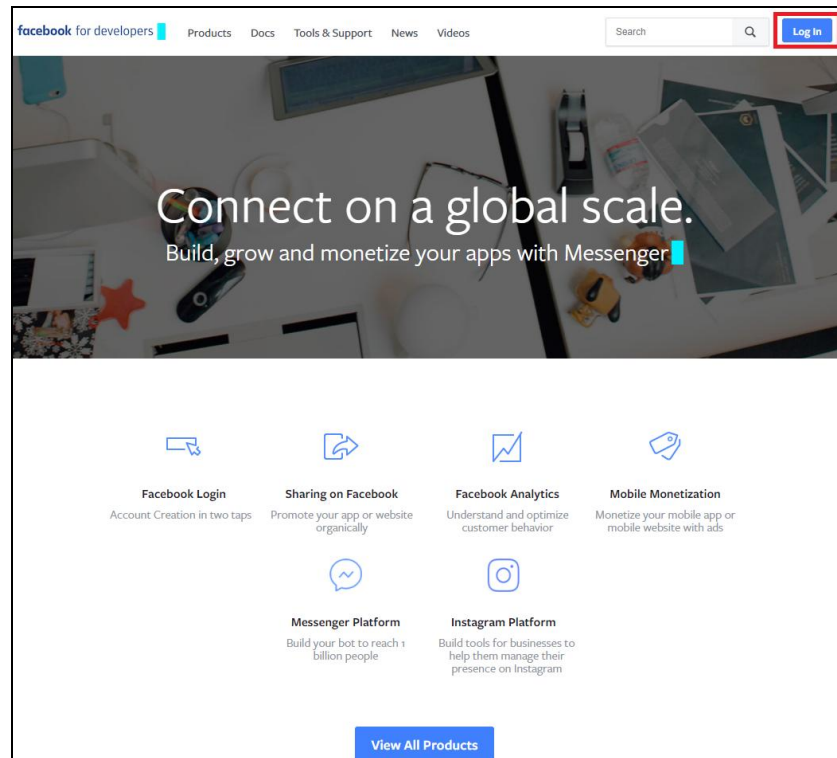 facebook for developers Products Docs Tools & Support News Videos Search Log In
Connect on a global scale.
Build, grow and monetize your apps with Messenger
Facebook Login
Account Creation in two taps
Sharing on Facebook
Promote your app or website
organically
Facebook Analytics
Understand and optimize
customer behavior
Mobile Monetization
Monetize your mobile app or
mobile website with ads
Messenger Platform
Build your bot to reach 1
billion people
Instagram Platform
Build tools for businesses to
help them manage their
presence on Instagram
View All Products